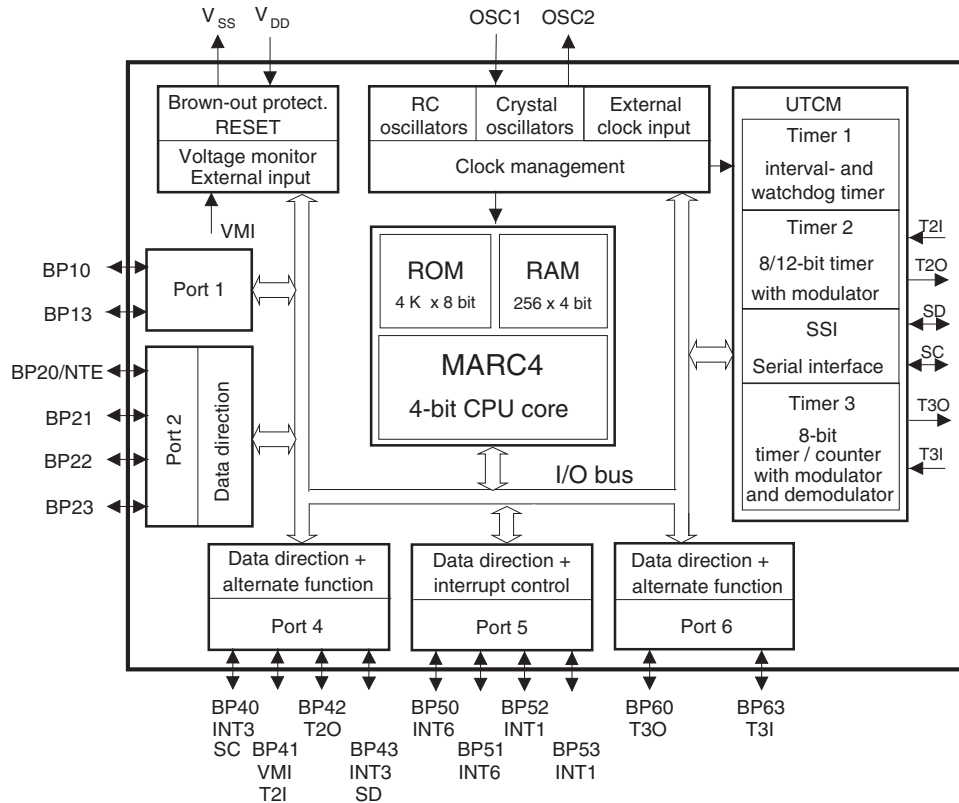 VSS
VDD
OSC1
OSC2
Brown-out protect.
RESET
Voltage monitor
External input
VMI
RC
oscillators
Crystal
oscillators
External
clock input
Clock management
UTCM
Timer 1
interval- and
watchdog timer
Timer 2
8/12-bit timer
with modulator
SSI
Serial interface
Timer 3
8-bit
timer / counter
with modulator
and demodulator
T2I
T2O
SD
SC
T3O
T3I
BP10
BP13
Port 1
BP20/NTE
BP21
BP22
BP23
Port 2
Data direction
ROM
4 K x 8 bit
RAM
256 x 4 bit
MARC4
4-bit CPU core
I/O bus
Data direction +
alternate function
Port 4
Data direction +
interrupt control
Port 5
Data direction +
alternate function
Port 6
BP40
INT3
SC
BP41
VMI
T2I
BP42
T2O
BP43
INT3
SD
BP50
INT6
BP51
INT6
BP52
INT1
BP53
INT1
BP60
T3O
BP63
T3I